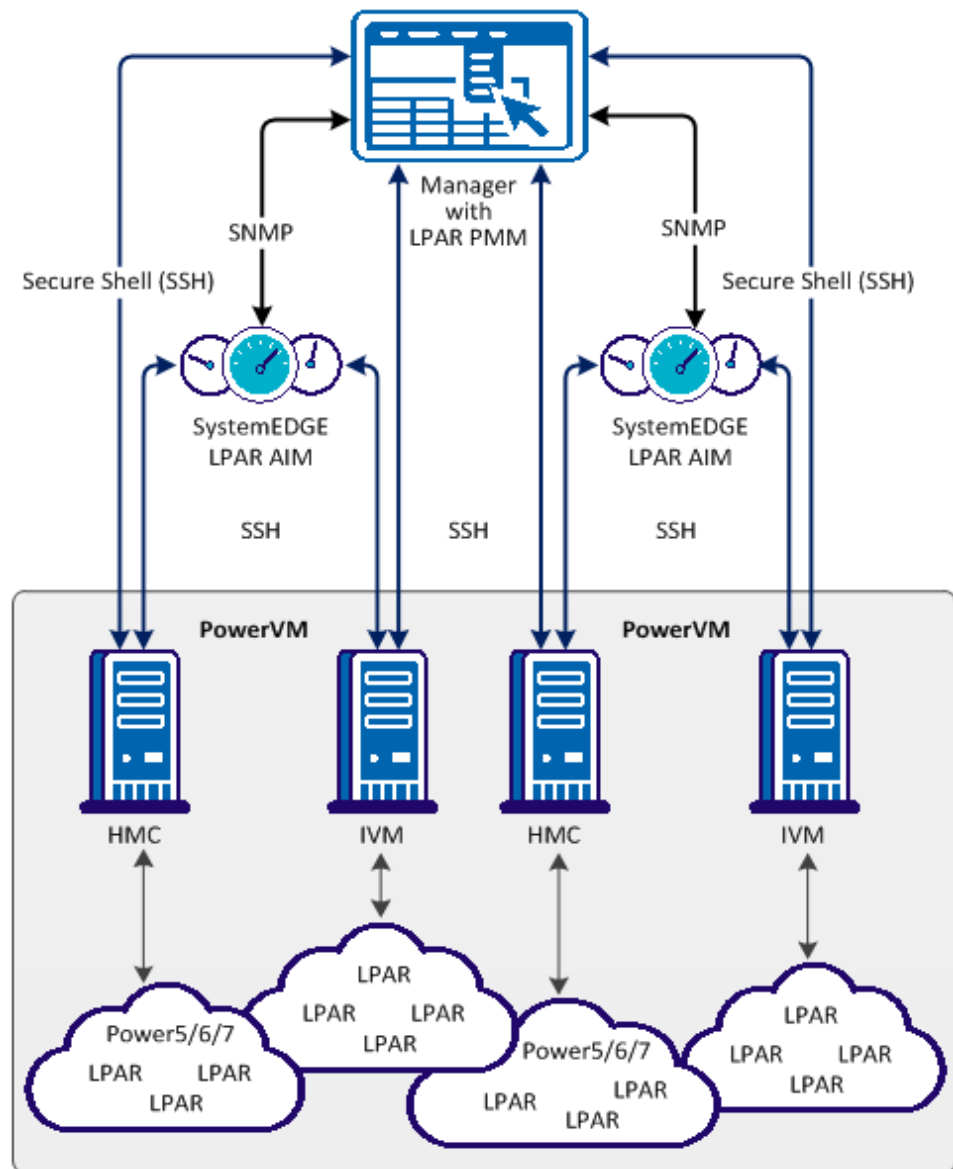 Manager
with
LPAR PMM
SNMP
SNMP
Secure Shell (SSH)
Secure Shell (SSH)
SystemEDGE
LPAR AIM
SystemEDGE
LPAR AIM
SSH
SSH
SSH
PowerVM
PowerVM
HMC
IVM
HMC
IVM
Power5/6/7
LPAR
LPAR
LPAR
LPAR
LPAR
LPAR
LPAR
Power5/6/7
LPAR
LPAR
LPAR
LPAR
LPAR
LPAR
LPAR